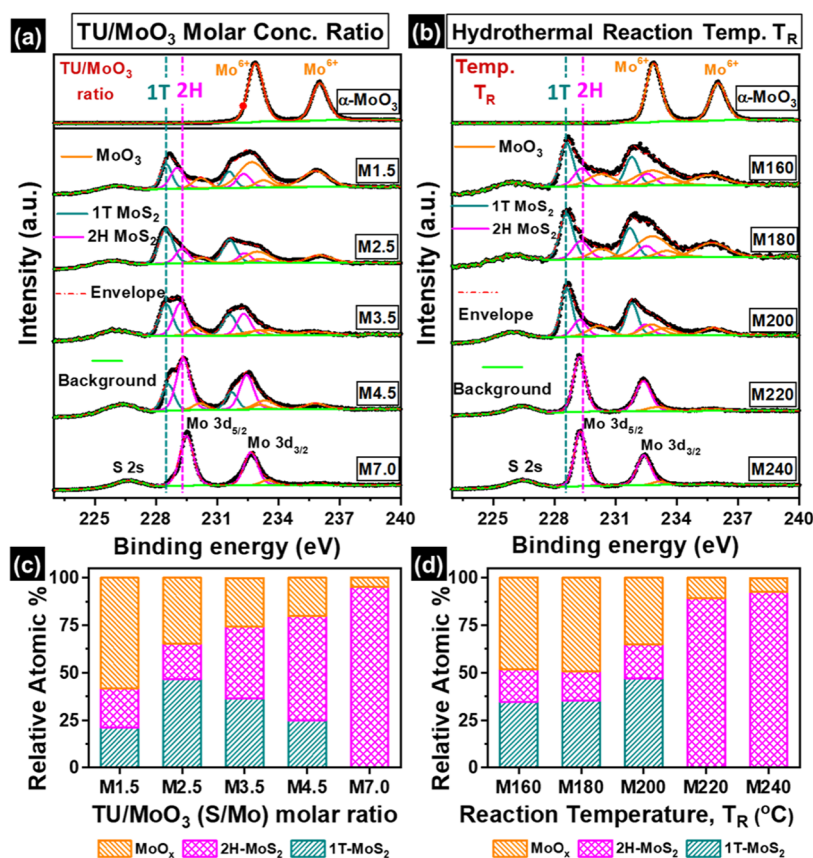 (a) TU/MoO₃ Molar Conc. Ratio
TU/MoO₃
ratio
1T
2H
Mo⁶⁺
Mo⁶⁺
α-MoO₃
MoO₃
M1.5
1T MoS₂
2H MoS₂
M2.5
Envelope
M3.5
Background
M4.5
Mo 3d₅/₂
Mo 3d₃/₂
S 2s
M7.0
Intensity (a.u.)
225 228 231 234 237 240
Binding energy (eV)
(b) Hydrothermal Reaction Temp. T_R
Temp.
T_R
1T
2H
Mo⁶⁺
Mo⁶⁺
α-MoO₃
MoO₃
M160
1T MoS₂
2H MoS₂
M180
Envelope
M200
Background
M220
Mo 3d₅/₂
Mo 3d₃/₂
S 2s
M240
Intensity (a.u.)
225 228 231 234 237 240
Binding energy (eV)
(c)
Relative Atomic %
100
75
50
25
0
M1.5 M2.5 M3.5 M4.5 M7.0
TU/MoO₃ (S/Mo) molar ratio
MoOₓ 2H-MoS₂ 1T-MoS₂
(d)
Relative Atomic %
100
75
50
25
0
M160 M180 M200 M220 M240
Reaction Temperature, T_R (°C)
MoOₓ 2H-MoS₂ 1T-MoS₂